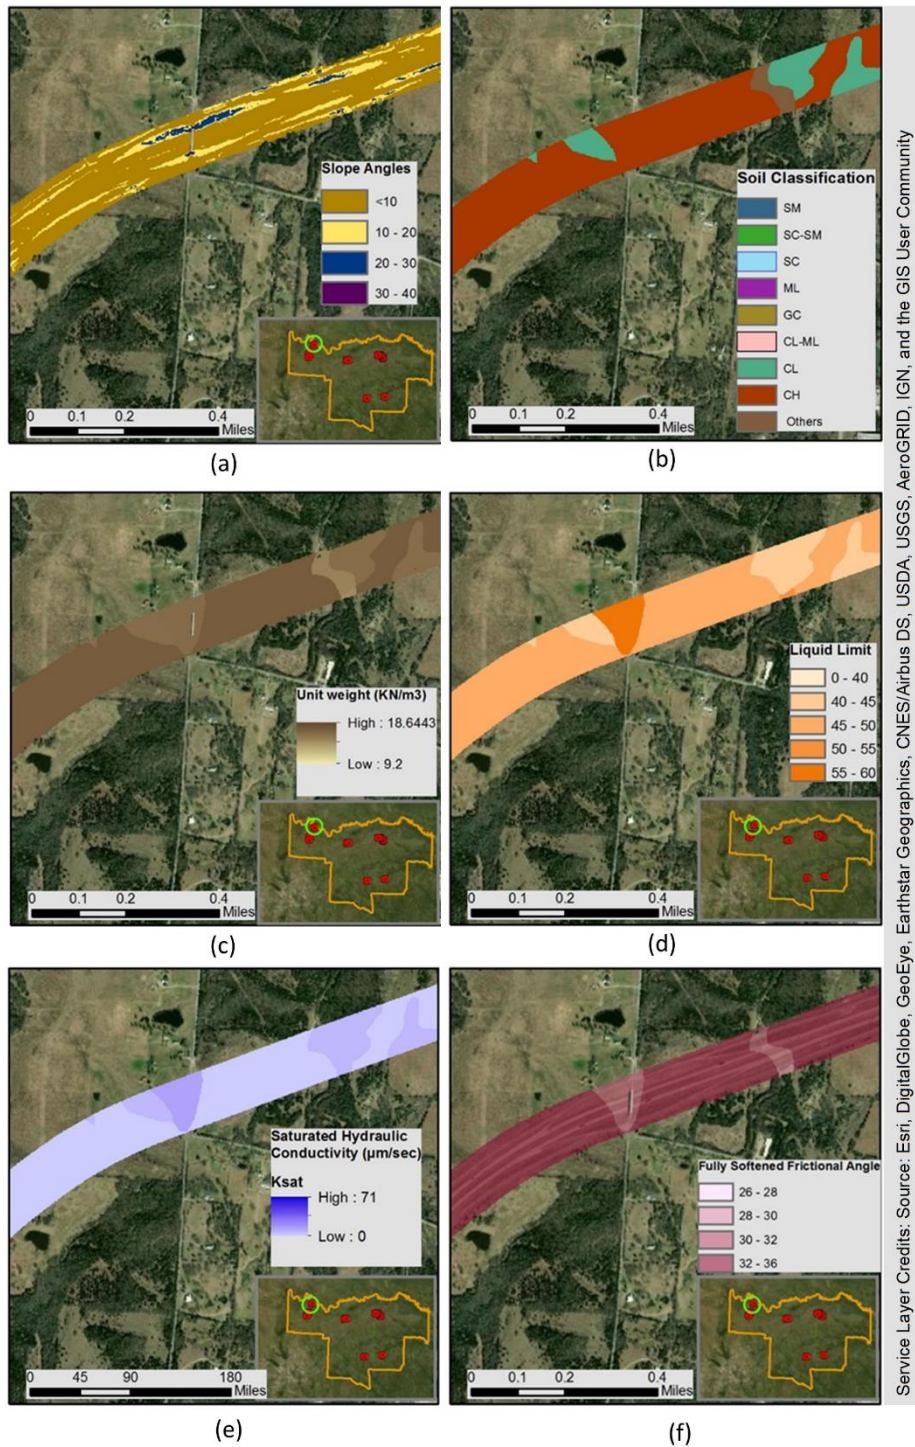 Slope Angles
<10
10 - 20
20 - 30
30 - 40
0 0.1 0.2 0.4
Miles
(a)
Soil Classification
SM
SC-SM
SC
ML
GC
CL-ML
CL
CH
Others
0 0.1 0.2 0.4
Miles
(b)
Unit weight (KN/m3)
High : 18.6443
Low : 9.2
0 0.1 0.2 0.4
Miles
(c)
Liquid Limit
0 - 40
40 - 45
45 - 50
50 - 55
55 - 60
0 0.1 0.2 0.4
Miles
(d)
Saturated Hydraulic
Conductivity (µm/sec)
Ksat
High : 71
Low : 0
0 45 90 180
Miles
(e)
Fully Softened Frictional Angle
26 - 28
28 - 30
30 - 32
32 - 36
0 0.1 0.2 0.4
Miles
(f)
Service Layer Credits: Source: Esri, DigitalGlobe, GeoEye, Earthstar Geographics, CNES/Airbus DS, USDA, USGS, AeroGRID, IGN, and the GIS User Community